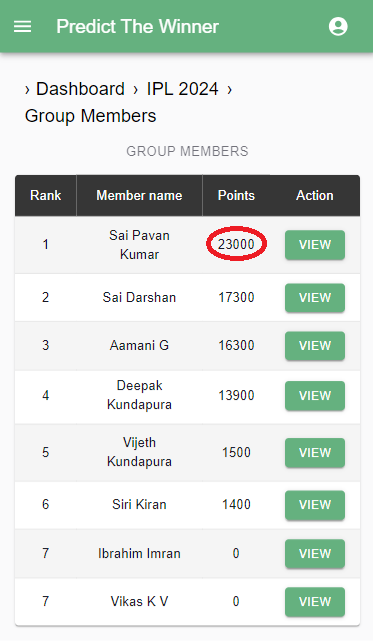 Predict The Winner
› Dashboard › IPL 2024 ›
Group Members
GROUP MEMBERS
Rank Member name Points Action
1 Sai Pavan Kumar 23000 VIEW
2 Sai Darshan 17300 VIEW
3 Aamani G 16300 VIEW
4 Deepak Kundapura 13900 VIEW
5 Vijeth Kundapura 1500 VIEW
6 Siri Kiran 1400 VIEW
7 Ibrahim Imran 0 VIEW
7 Vikas K V 0 VIEW